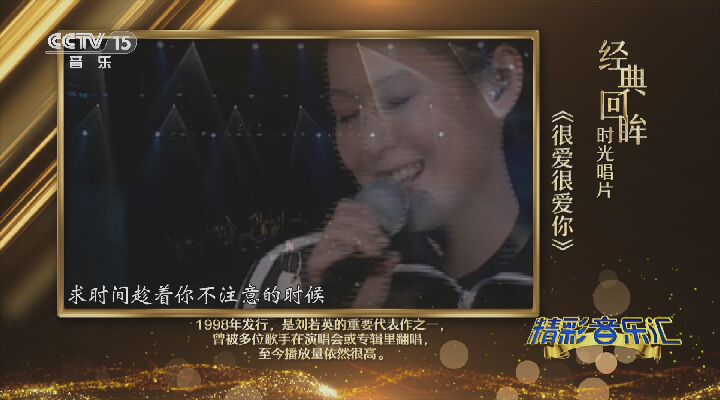 CCTV 15
音乐
经典回眸
时光唱片
《很爱很爱你》
求时间趁着你不注意的时候
1998年发行，是刘若英的重要代表作之一，
曾被多位歌手在演唱会或专辑里翻唱，
至今播放量依然很高。
精彩音乐汇